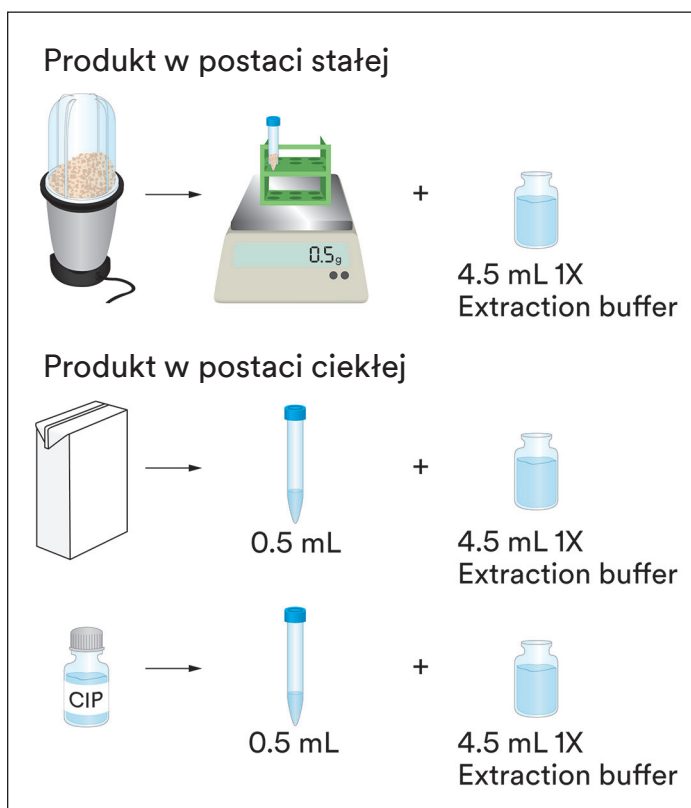 Produkt w postaci stałej
0.5g
+
4.5 mL 1X
Extraction buffer
Produkt w postaci ciekłej
+
0.5 mL
4.5 mL 1X
Extraction buffer
CIP
+
0.5 mL
4.5 mL 1X
Extraction buffer